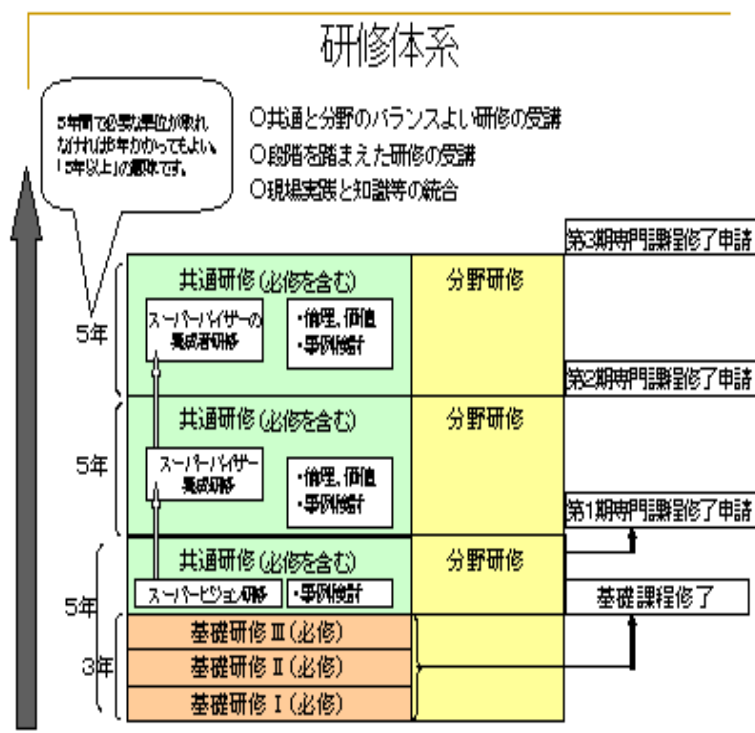 研修体系
5年間で必要な単位が取れ
なければ6年かかってもよい。
「5年以上」の意味です。
〇共通と分野のバランスよい研修の受講
〇段階を踏まえた研修の受講
〇現場実践と知識等の統合
第3期専門課程修了申請
共通研修(必修を含む)
分野研修
スーパーバイザーの
養成者研修
・倫理、価値
・事例検討
5年
第2期専門課程修了申請
共通研修(必修を含む)
分野研修
スーパーバイザー
養成研修
・倫理、価値
・事例検討
5年
第1期専門課程修了申請
共通研修(必修を含む)
分野研修
スーパービジョン研修
・事例検討
基礎課程修了
5年
基礎研修Ⅲ(必修)
3年
基礎研修Ⅱ(必修)
基礎研修Ⅰ(必修)